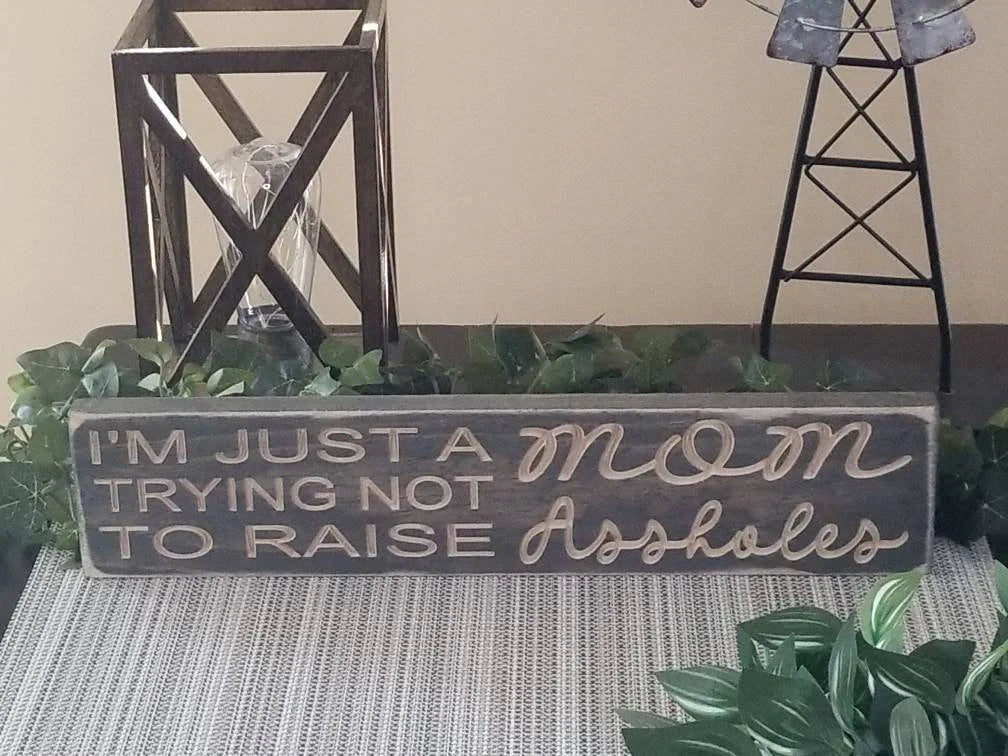 I'M JUST A mom
TRYING NOT
TO RAISE Assholes